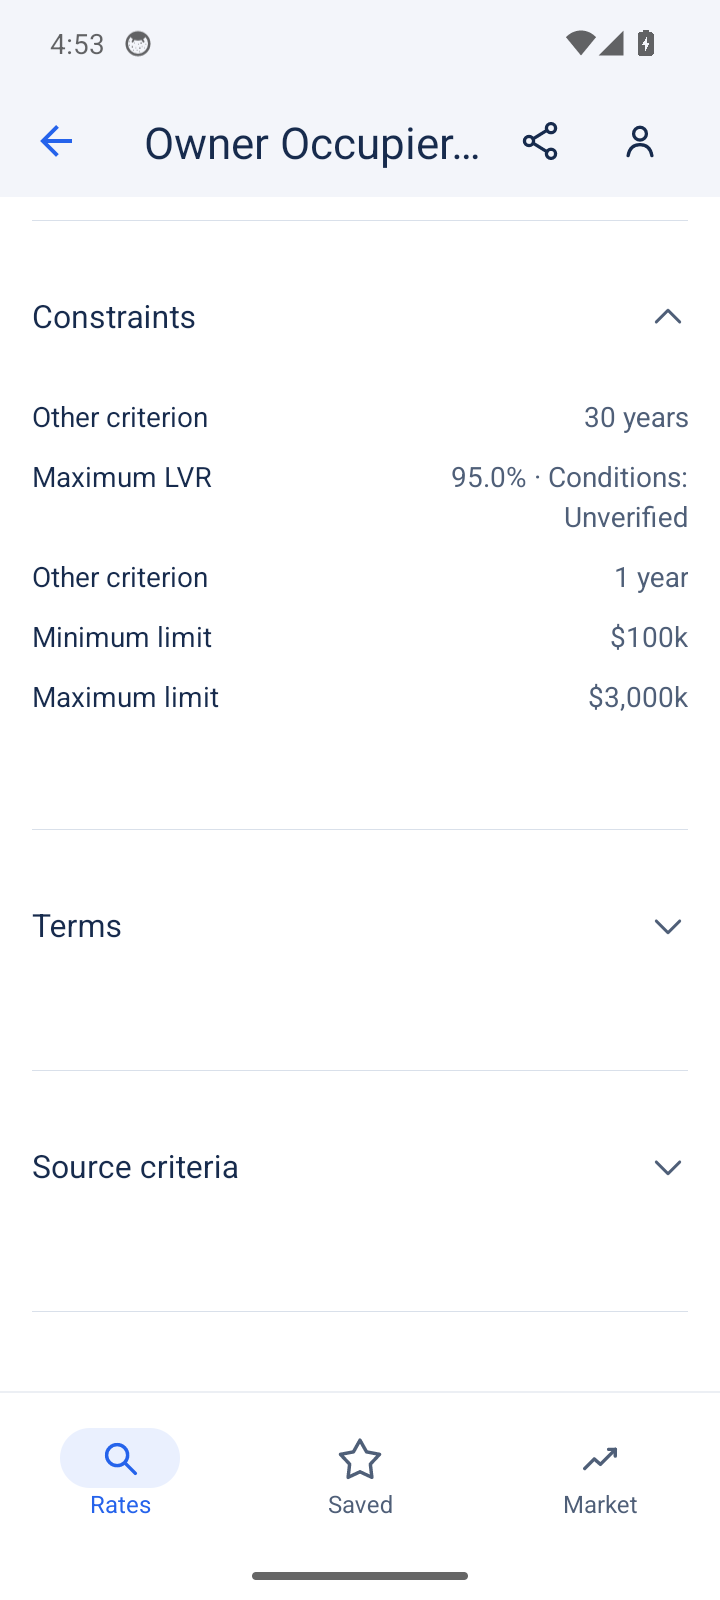 4:53
Owner Occupier...
Constraints
Other criterion 30 years
Maximum LVR 95.0% · Conditions:
Unverified
Other criterion 1 year
Minimum limit $100k
Maximum limit $3,000k
Terms
Source criteria
Rates Saved Market